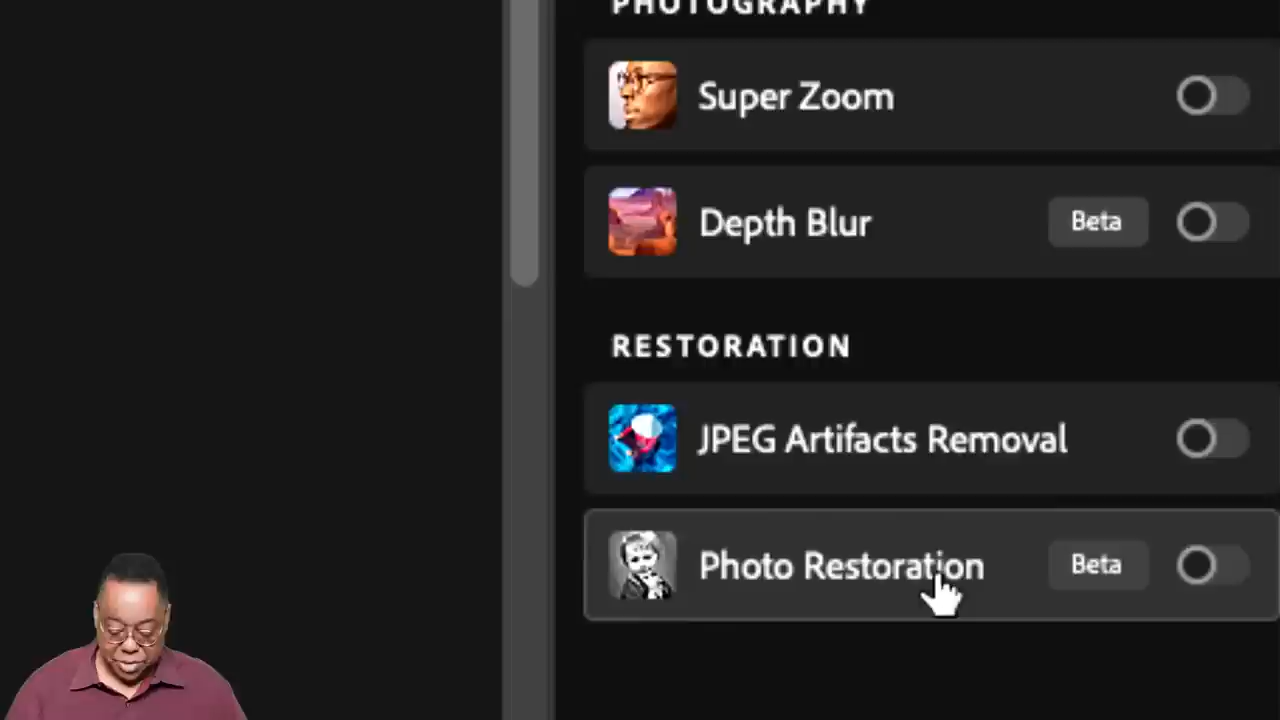 PHOTOGRAPHY
Super Zoom
Depth Blur Beta
RESTORATION
JPEG Artifacts Removal
Photo Restoration Beta